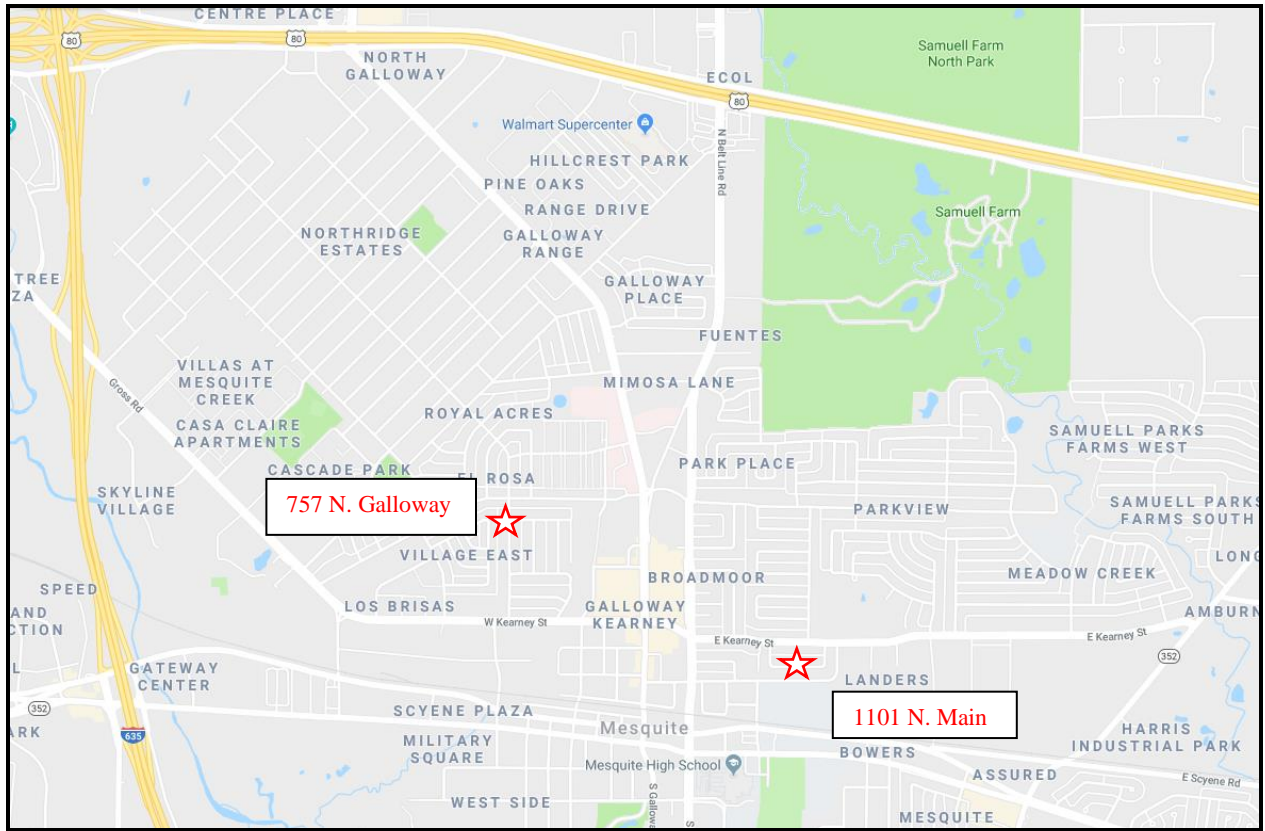 CENTRE PLACE
80
80
NORTH
GALLOWAY
Samuell Farm
North Park
ECOL
80
Walmart Supercenter
N Belt Line Rd
HILLCREST PARK
PINE OAKS
RANGE DRIVE
Samuell Farm
NORTHRIDGE
ESTATES
GALLOWAY
RANGE
TREE
ZA
GALLOWAY
PLACE
FUENTES
VILLAS AT
MESQUITE
CREEK
MIMOSA LANE
Gross Rd
ROYAL ACRES
CASA CLAIRE
APARTMENTS
SAMUELL PARKS
FARMS WEST
CASCADE PARK
EL ROSA
PARK PLACE
SKYLINE
VILLAGE
757 N. Galloway
PARKVIEW
SAMUELL PARKS
FARMS SOUTH
VILLAGE EAST
LONG
BROADMOOR
MEADOW CREEK
SPEED
LOS BRISAS
GALLOWAY
KEARNEY
AMBURN
AND
CTION
W Kearney St
E Kearney St
E Kearney St
352
L
GATEWAY
CENTER
LANDERS
352
SCYENE PLAZA
1101 N. Main
ARK
635
Mesquite
MILITARY
SQUARE
HARRIS
INDUSTRIAL PARK
BOWERS
Mesquite High School
ASSURED
E Scyene Rd
WEST SIDE
S Galloway
S
MESQUITE